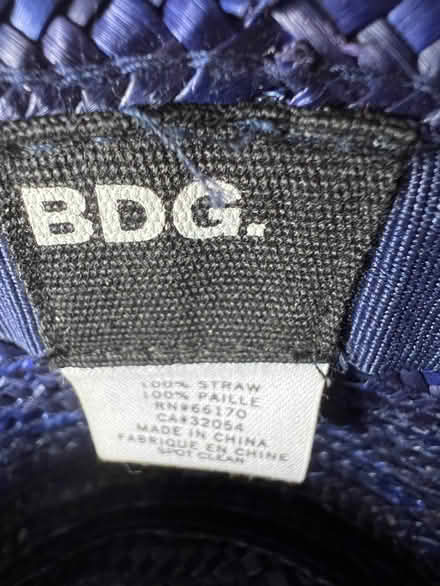 BDG.
100% STRAW
100% PAILLE
RN#66170
CA#32054
MADE IN CHINA
FABRIQUE EN CHINE
SPOT CLEAN